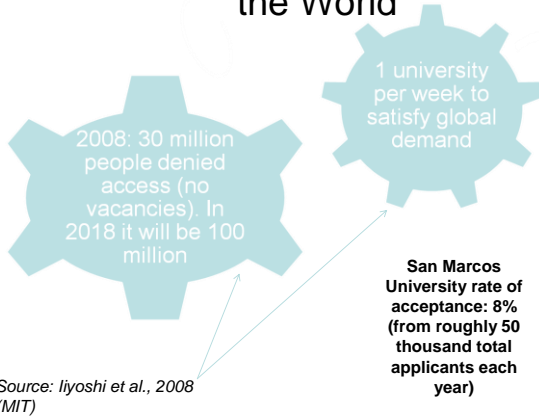 the World
1 university
per week to
satisfy global
demand
2008: 30 million
people denied
access (no
vacancies). In
2018 it will be 100
million
San Marcos
University rate of
acceptance: 8%
(from roughly 50
thousand total
applicants each
year)
Source: Iiyoshi et al., 2008
(MIT)